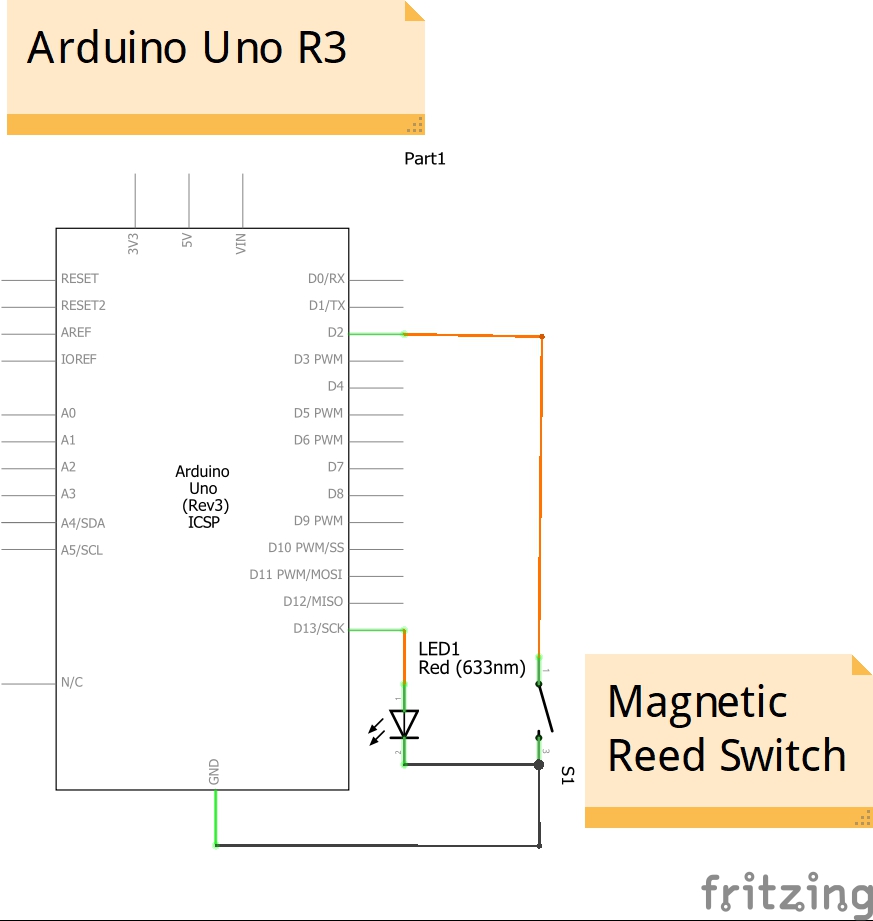 Arduino Uno R3
Part1
3V3
5V
VIN
RESET
RESET2
AREF
IOREF
A0
A1
A2
A3
A4/SDA
A5/SCL
N/C
Arduino
Uno
(Rev3)
ICSP
D0/RX
D1/TX
D2
D3 PWM
D4
D5 PWM
D6 PWM
D7
D8
D9 PWM
D10 PWM/SS
D11 PWM/MOSI
D12/MISO
D13/SCK
GND
LED1
Red (633nm)
1
2
1
3
S1
Magnetic
Reed Switch
fritzing